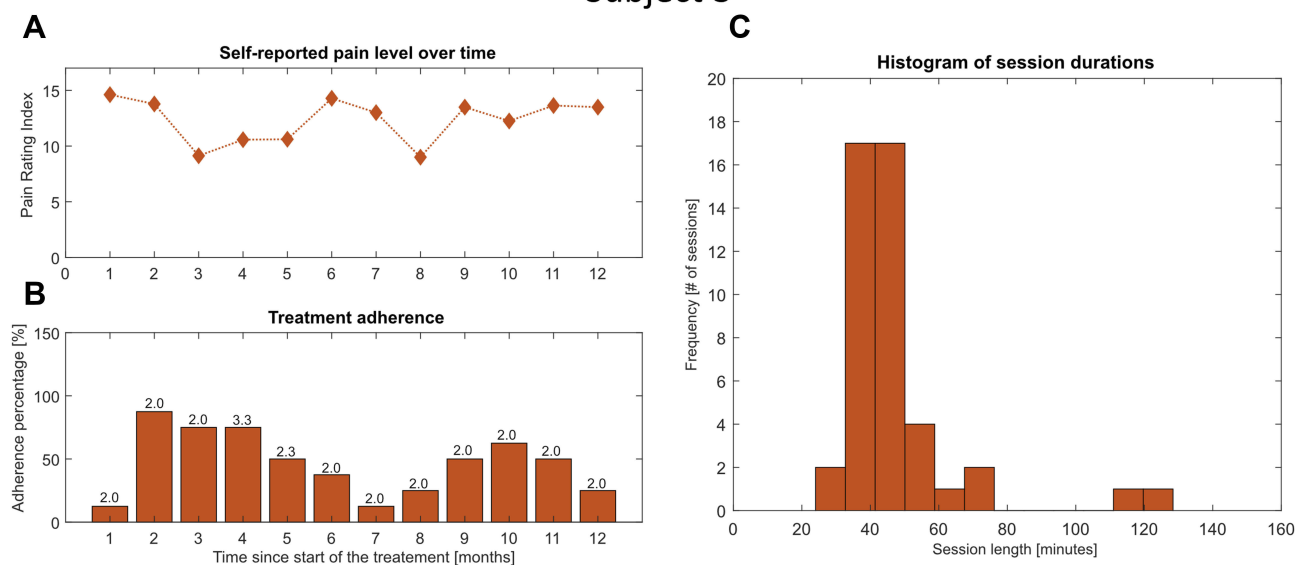 A
Self-reported pain level over time
Pain Rating Index
15
10
5
0
0 1 2 3 4 5 6 7 8 9 10 11 12
B
Treatment adherence
Adherence percentage [%]
150
100
50
0
2.0 2.0 2.0 3.3 2.3 2.0 2.0 2.0 2.0 2.0 2.0 2.0
1 2 3 4 5 6 7 8 9 10 11 12
Time since start of the treatement [months]
C
Histogram of session durations
Frequency [# of sessions]
20
18
16
14
12
10
8
6
4
2
0
0 20 40 60 80 100 120 140 160
Session length [minutes]